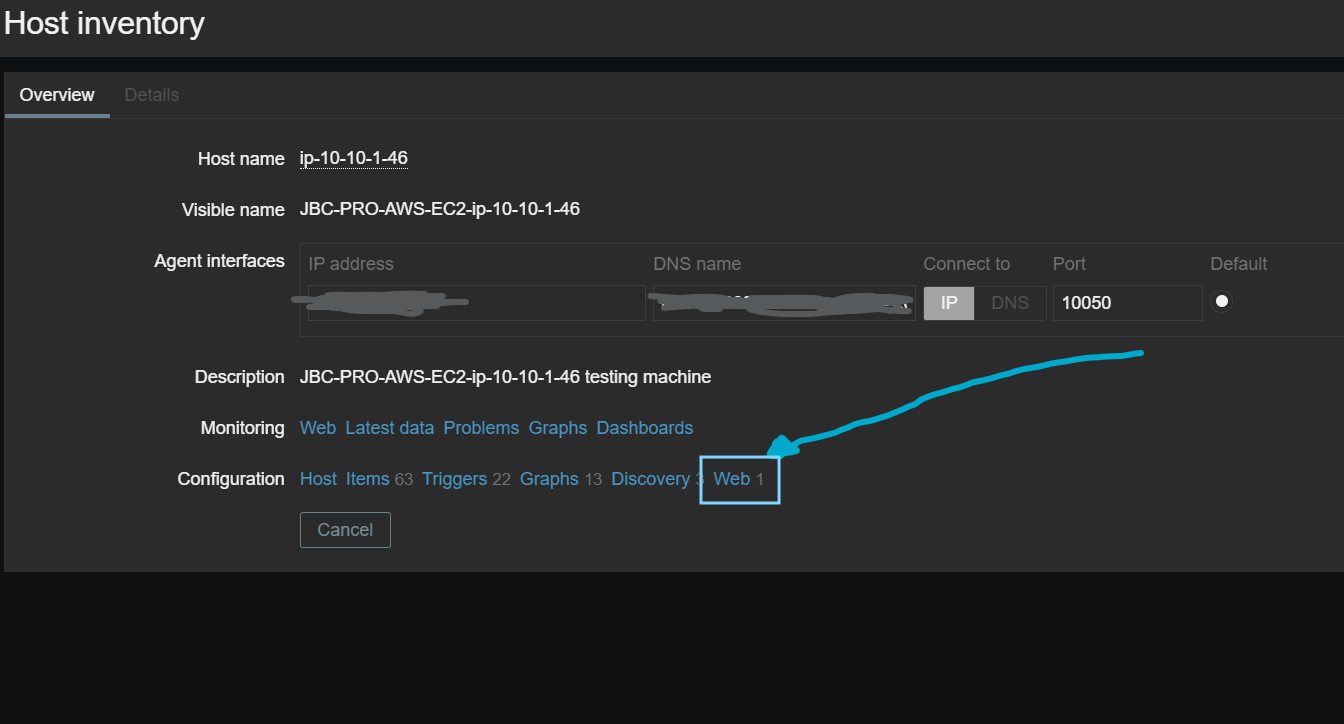 Host inventory
Overview Details
Host name ip-10-10-1-46
Visible name JBC-PRO-AWS-EC2-ip-10-10-1-46
Agent interfaces IP address DNS name Connect to Port Default
IP DNS 10050
Description JBC-PRO-AWS-EC2-ip-10-10-1-46 testing machine
Monitoring Web Latest data Problems Graphs Dashboards
Configuration Host Items 63 Triggers 22 Graphs 13 Discovery 3 Web 1
Cancel